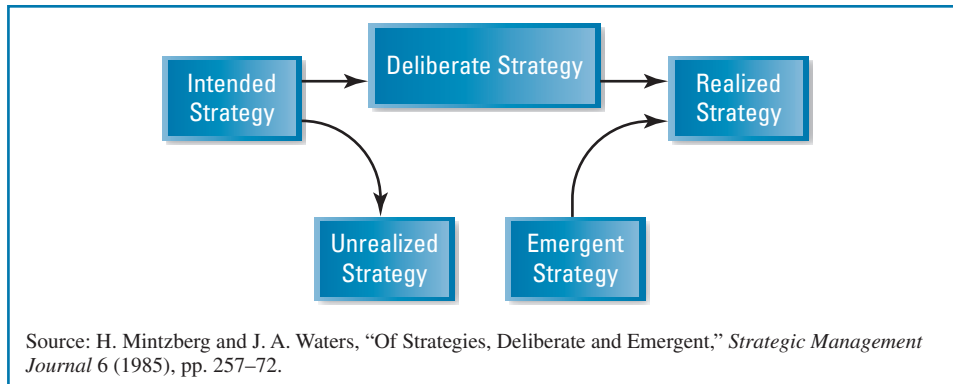 Deliberate Strategy
Intended
Strategy
Realized
Strategy
Unrealized
Strategy
Emergent
Strategy
Source: H. Mintzberg and J. A. Waters, “Of Strategies, Deliberate and Emergent,” Strategic Management
Journal 6 (1985), pp. 257–72.